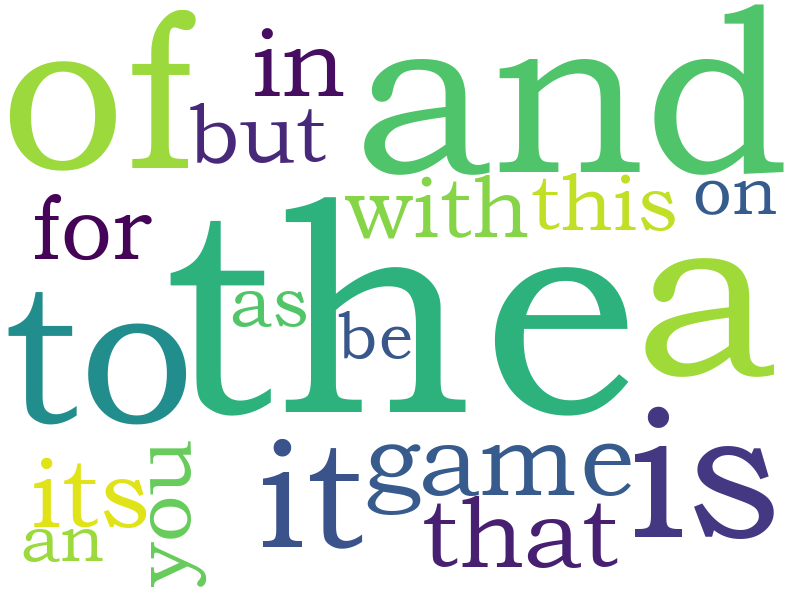 of
in
and
but
for
with
this
on
the
to
as
be
a
its
an
you
it
game
that
is